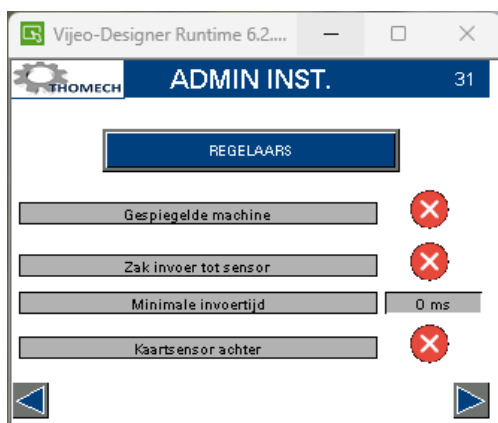 Vijeo-Designer Runtime 6.2....
THOMECH
ADMIN INST.
31
REGELAARS
Gespiegelde machine
Zak invoer tot sensor
Minimale invoertijd
0 ms
Kaartsensor achter